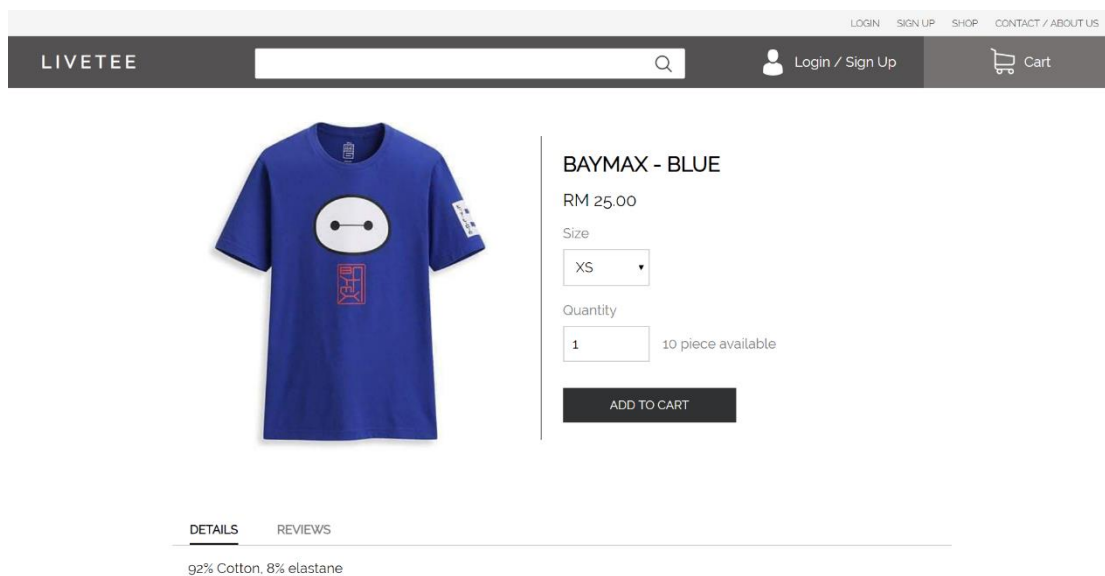 LOGIN SIGN UP SHOP CONTACT / ABOUT US
LIVETEE Login / Sign Up Cart
BAYMAX - BLUE
RM 25.00
Size
XS
Quantity
1 10 piece available
ADD TO CART
DETAILS REVIEWS
92% Cotton, 8% elastane